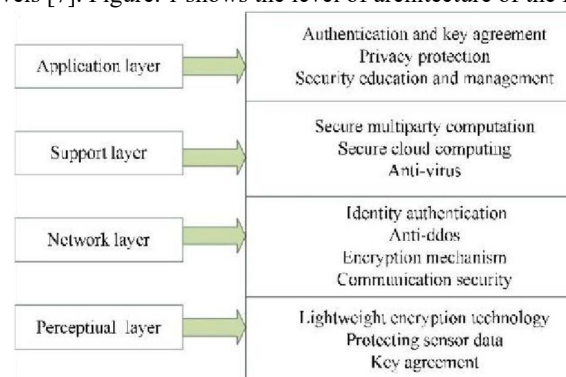 vels [7]. Figure. 1 shows the level of architecture of the
Application layer
Authentication and key agreement
Privacy protection
Security education and management
Support layer
Secure multiparty computation
Secure cloud computing
Anti-virus
Network layer
Identity authentication
Anti-ddos
Encryption mechanism
Communication security
Perceptiual layer
Lightweight encryption technology
Protecting sensor data
Key agreement